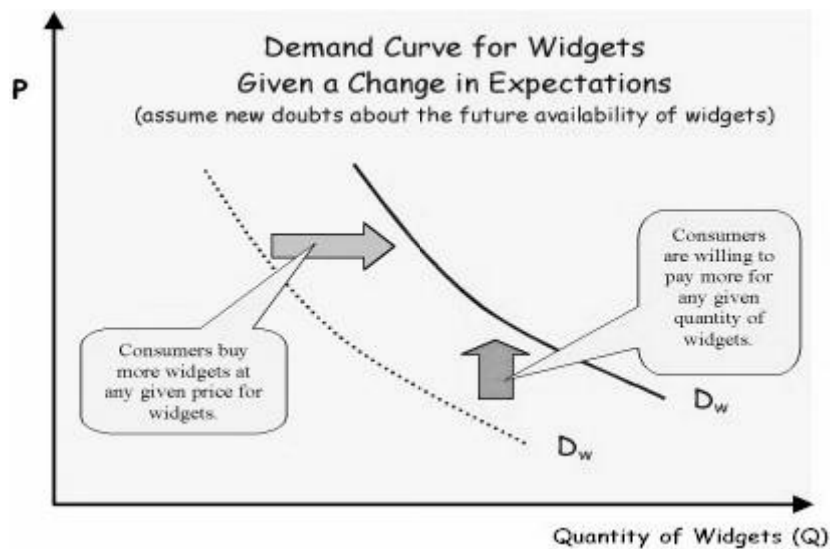 Demand Curve for Widgets
Given a Change in Expectations
(assume new doubts about the future availability of widgets)
P
Consumers
are willing to
pay more for
any given
quantity of
widgets.
Consumers buy
more widgets at
any given price for
widgets.
Dw
Dw
Quantity of Widgets (Q)